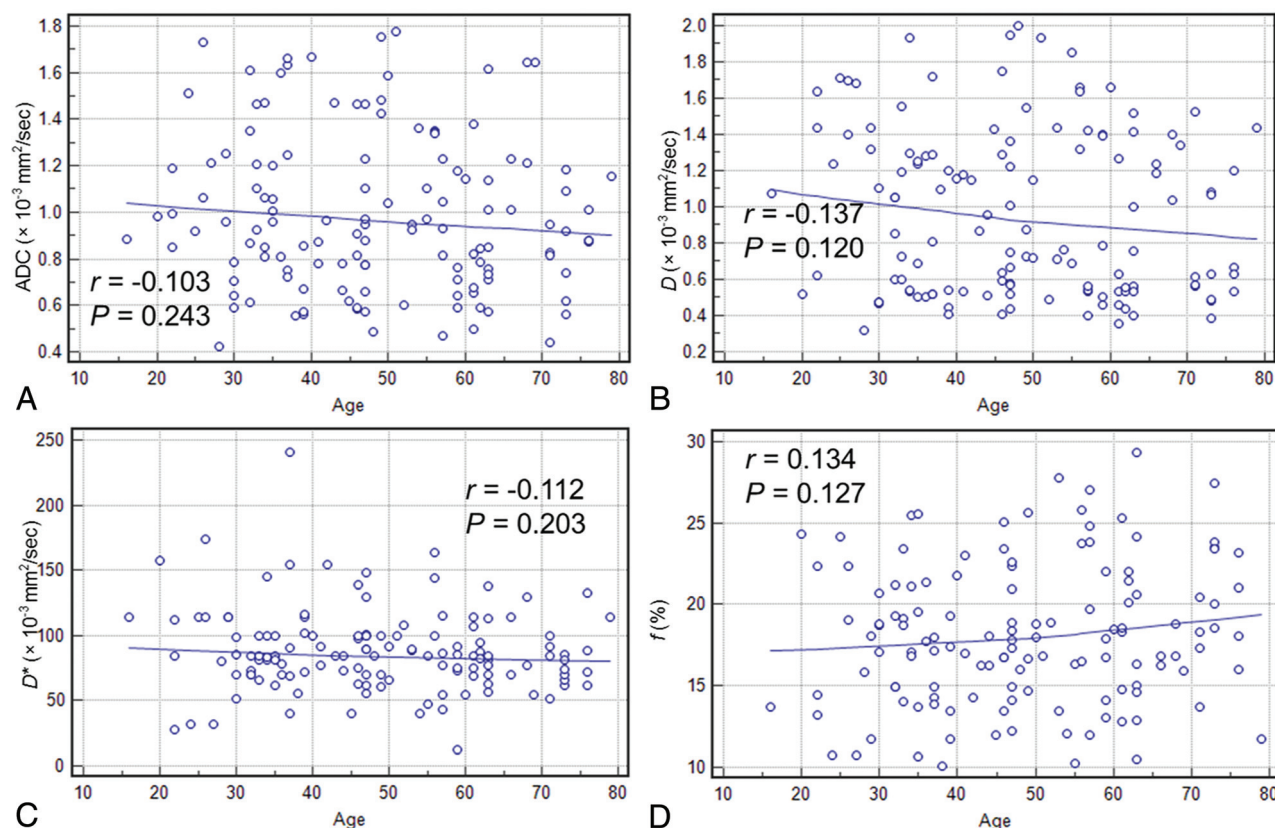 1.8
1.6
1.4
1.2
1.0
0.8
0.6
0.4
ADC (× 10⁻³ mm²/sec)
r = -0.103
P = 0.243
10 20 30 40 50 60 70 80
Age
A
2.0
1.8
1.6
1.4
1.2
1.0
0.8
0.6
0.4
0.2
D (× 10⁻³ mm²/sec)
r = -0.137
P = 0.120
10 20 30 40 50 60 70 80
Age
B
250
200
150
100
50
0
D* (× 10⁻³ mm²/sec)
r = -0.112
P = 0.203
10 20 30 40 50 60 70 80
Age
C
30
25
20
15
10
f (%)
r = 0.134
P = 0.127
10 20 30 40 50 60 70 80
Age
D